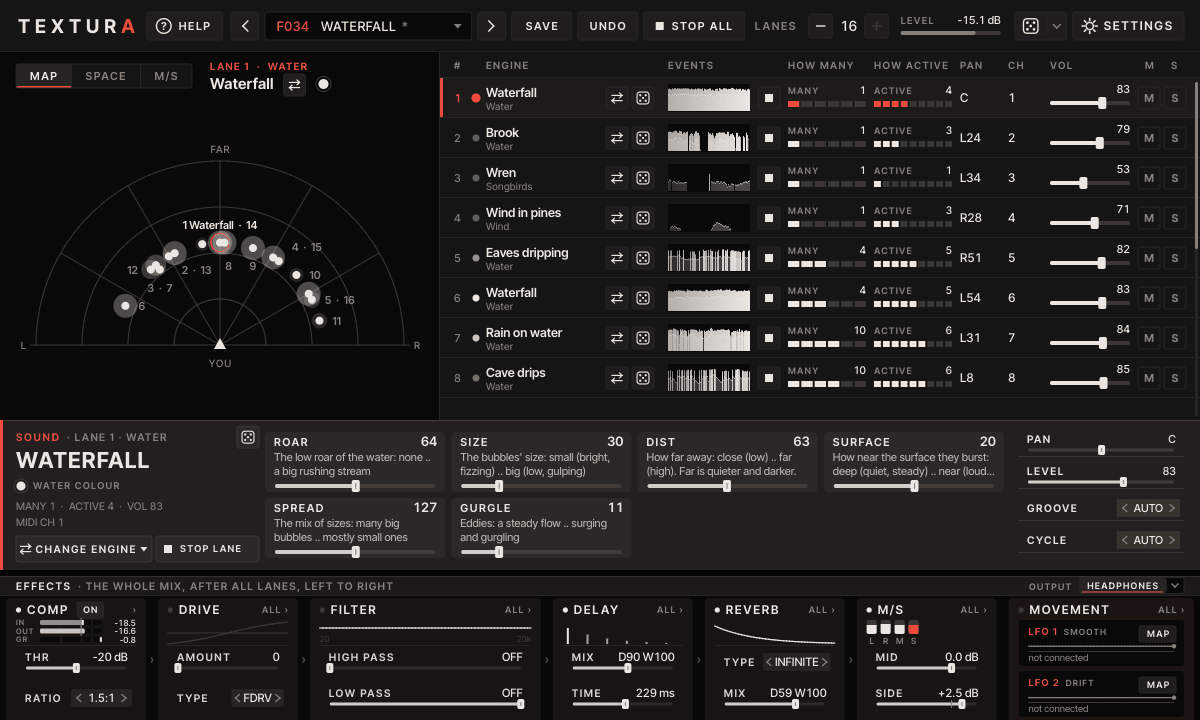 TEXTURA
HELP
F034 WATERFALL *
SAVE
UNDO
STOP ALL
LANES
16
LEVEL -15.1 dB
SETTINGS
MAP
SPACE
M/S
LANE 1 · WATER
Waterfall
FAR
1 Waterfall · 14
4 · 15
12
2 · 13
8
9
10
3 · 7
6
5 · 16
11
L
R
YOU
# ENGINE EVENTS HOW MANY HOW ACTIVE PAN CH VOL M S
1 Waterfall MANY 1 ACTIVE 4 C 1 83 M S
Water
2 Brook MANY 1 ACTIVE 3 L24 2 79 M S
Water
3 Wren MANY 1 ACTIVE 1 L34 3 53 M S
Songbirds
4 Wind in pines MANY 1 ACTIVE 3 R28 4 71 M S
Wind
5 Eaves dripping MANY 4 ACTIVE 5 R51 5 82 M S
Water
6 Waterfall MANY 4 ACTIVE 5 L54 6 83 M S
Water
7 Rain on water MANY 10 ACTIVE 6 L31 7 84 M S
Water
8 Cave drips MANY 10 ACTIVE 6 L8 8 85 M S
Water
SOUND · LANE 1 · WATER
WATERFALL
WATER COLOUR
MANY 1 · ACTIVE 4 · VOL 83
MIDI CH 1
CHANGE ENGINE
STOP LANE
ROAR 64
The low roar of the water: none ..
a big rushing stream
SIZE 30
The bubbles' size: small (bright,
fizzing) .. big (low, gulping)
DIST 63
How far away: close (low) .. far
(high). Far is quieter and darker.
SURFACE 20
How near the surface they burst:
deep (quiet, steady) .. near (loud...
SPREAD 127
The mix of sizes: many big
bubbles .. mostly small ones
GURGLE 11
Eddies: a steady flow .. surging
and gurgling
PAN C
LEVEL 83
GROOVE < AUTO >
CYCLE < AUTO >
EFFECTS · THE WHOLE MIX, AFTER ALL LANES, LEFT TO RIGHT
OUTPUT HEADPHONES
COMP ON ›
IN -18.5
OUT -16.6
GR -0.8
THR -20 dB
RATIO < 1.5:1 >
DRIVE ALL ›
AMOUNT 0
TYPE < FDRV >
FILTER ALL ›
20 20k
HIGH PASS OFF
LOW PASS OFF
DELAY ALL ›
MIX D90 W100
TIME 229 ms
REVERB ALL ›
TYPE < INFINITE >
MIX D59 W100
M/S ALL ›
L R M S
MID 0.0 dB
SIDE +2.5 dB
MOVEMENT ALL ›
LFO 1 SMOOTH MAP
not connected
LFO 2 DRIFT MAP
not connected